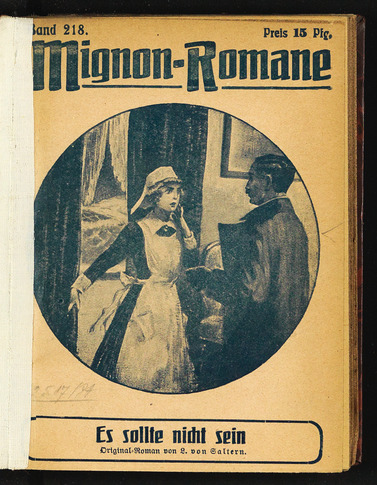 Band 218.
Preis 15 Pfg.
Mignon-Romane
Es sollte nicht sein
Original-Roman von L. von Saltern.